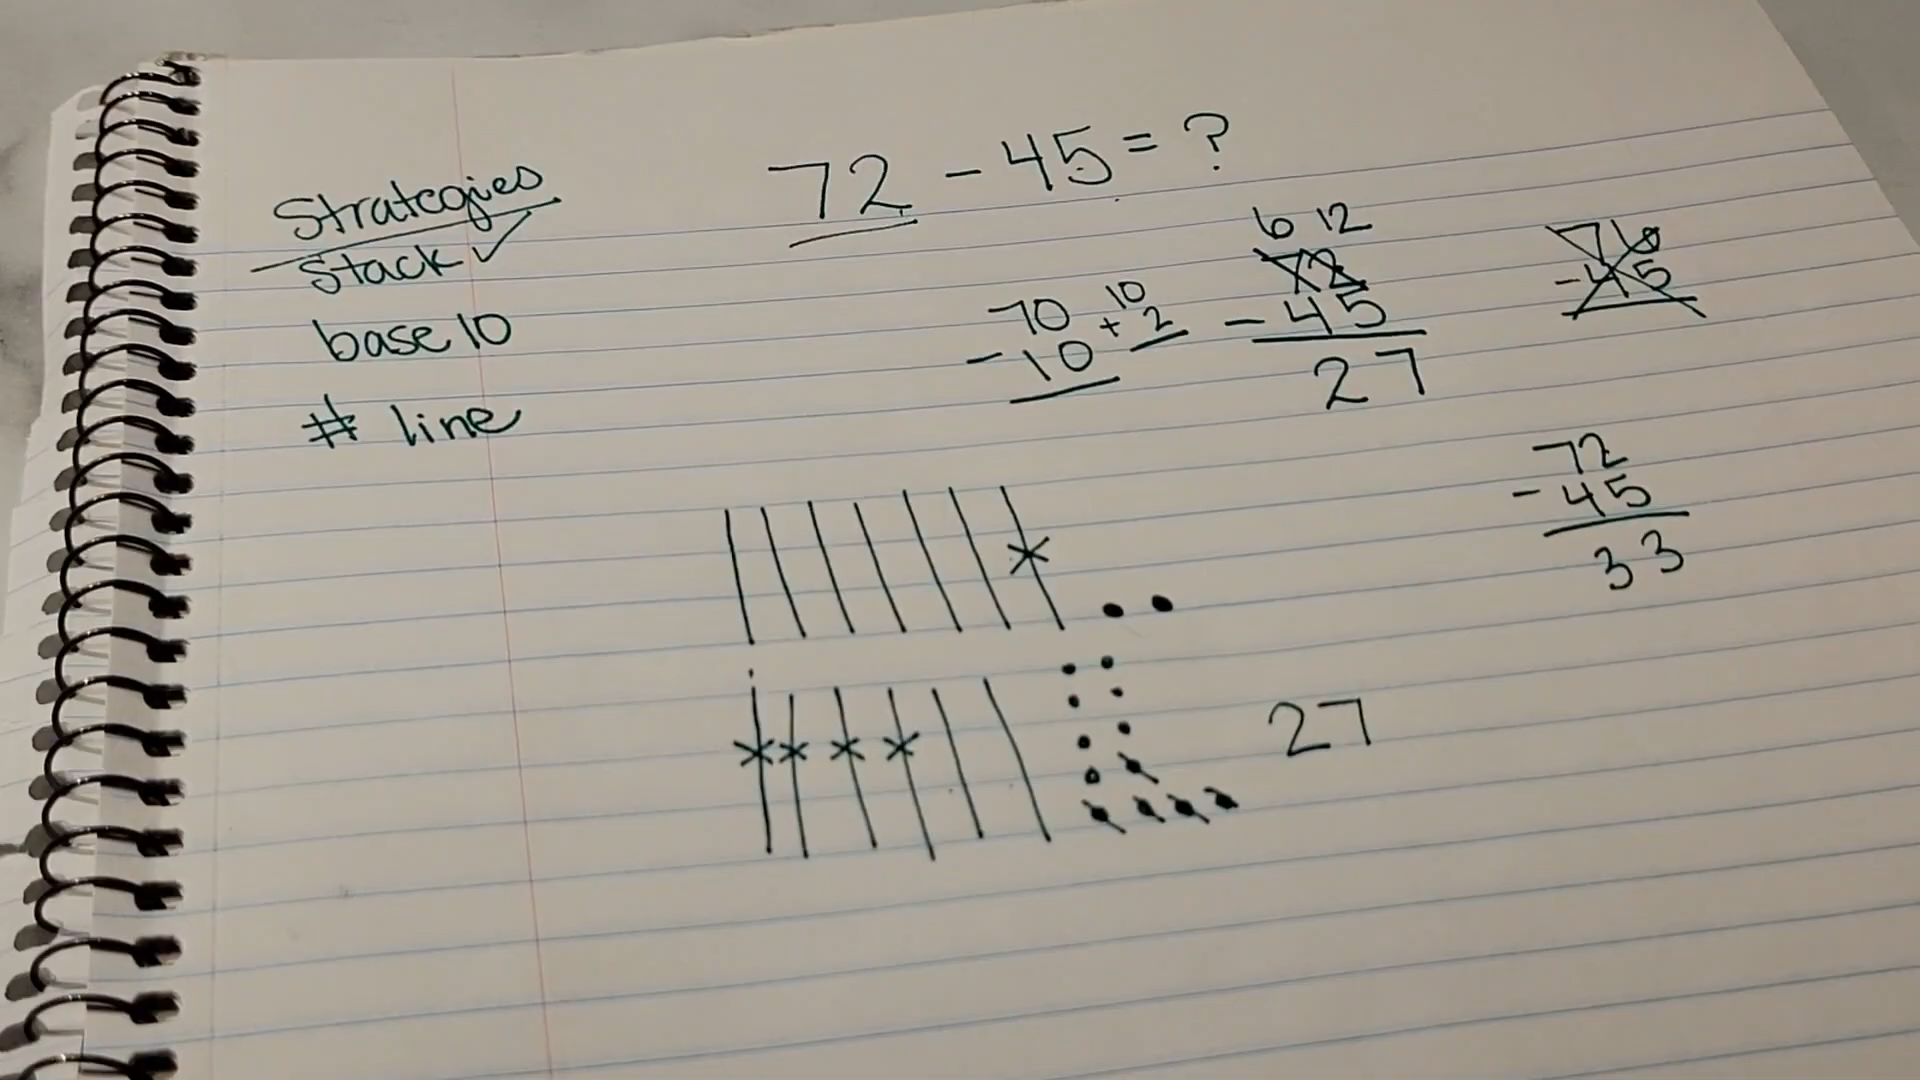 72 - 45 = ?
Strategies
Stack ✓
base 10
# line
70
- 10
10
+ 2
6 12
72
- 45
27
- 45
72
- 45
33
27